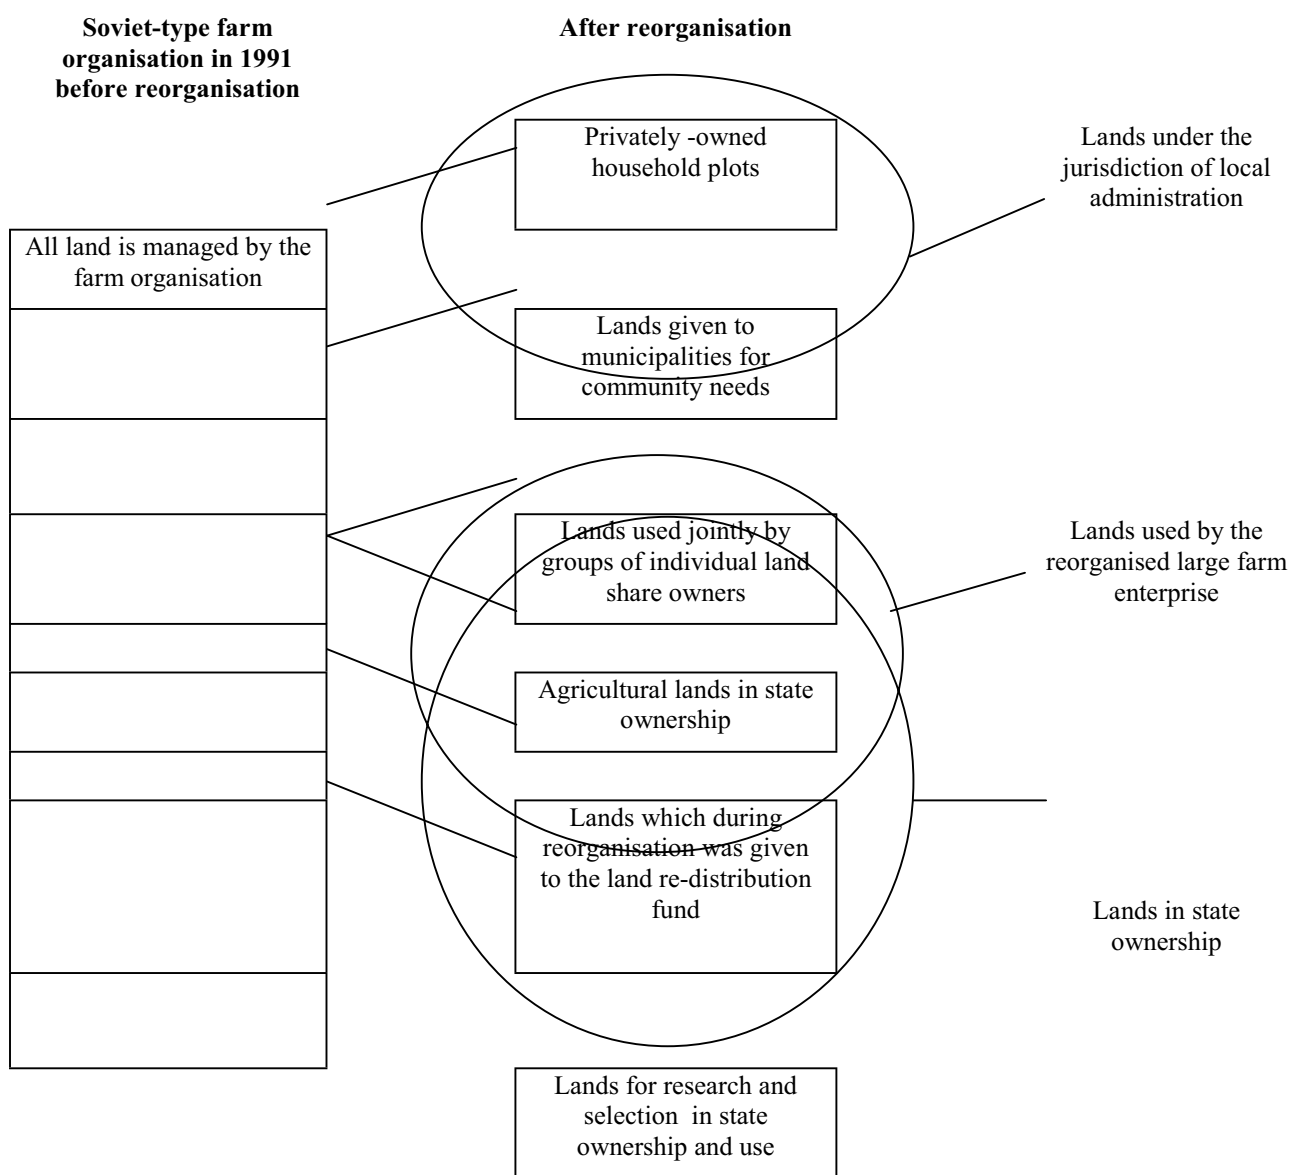 Soviet-type farm
organisation in 1991
before reorganisation
After reorganisation
Privately -owned
household plots
Lands under the
jurisdiction of local
administration
All land is managed by the
farm organisation
Lands given to
municipalities for
community needs
Lands used jointly by
groups of individual land
share owners
Lands used by the
reorganised large farm
enterprise
Agricultural lands in state
ownership
Lands which during
reorganisation was given
to the land re-distribution
fund
Lands in state
ownership
Lands for research and
selection  in state
ownership and use